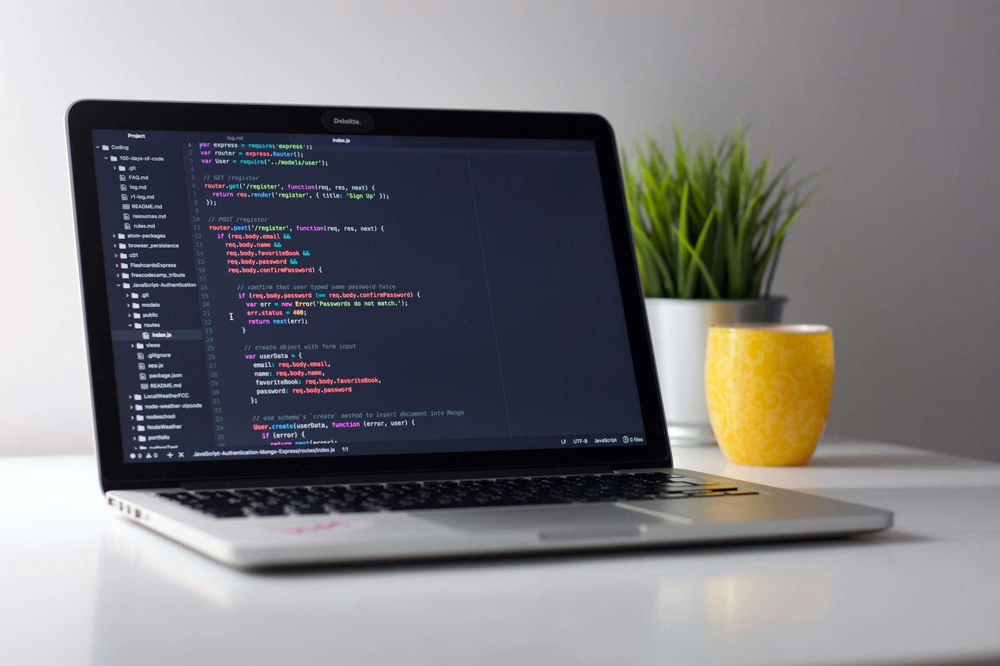 Deloitte.
Project
Coding
100-days-of-code
.git
FAQ.md
log.md
r1-log.md
README.md
resources.md
rules.md
atom-packages
browser_persistence
c01
FlashcardsExpress
freecodecamp_tribute
JavaScript-Authentication
.git
models
public
routes
index.js
views
.gitignore
app.js
package.json
README.md
LocalWeatherFCC
node-weather-zipcode
nodeschool
NodeWeather
portfolio
pythonTest
log.md
index.js
1 var express = require('express');
2 var router = express.Router();
3 var User = require('../models/user');
4
5 // GET /register
6 router.get('/register', function(req, res, next) {
7 return res.render('register', { title: 'Sign Up' });
8 });
9
10 // POST /register
11 router.post('/register', function(req, res, next) {
12 if (req.body.email &&
13 req.body.name &&
14 req.body.favoriteBook &&
15 req.body.password &&
16 req.body.confirmPassword) {
17
18 // confirm that user typed same password twice
19 if (req.body.password !== req.body.confirmPassword) {
20 var err = new Error('Passwords do not match.');
21 err.status = 400;
22 return next(err);
23 }
24
25 // create object with form input
26 var userData = {
27 email: req.body.email,
28 name: req.body.name,
29 favoriteBook: req.body.favoriteBook,
30 password: req.body.password
31 };
32
33 // use schema's `create` method to insert document into Mongo
34 User.create(userData, function (error, user) {
35 if (error) {
36 return next(error);
0 0 JavaScript-Authentication-Mongo-Express/routes/index.js 1:1
LF UTF-8 JavaScript 0 files